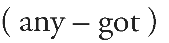 ( any – got )